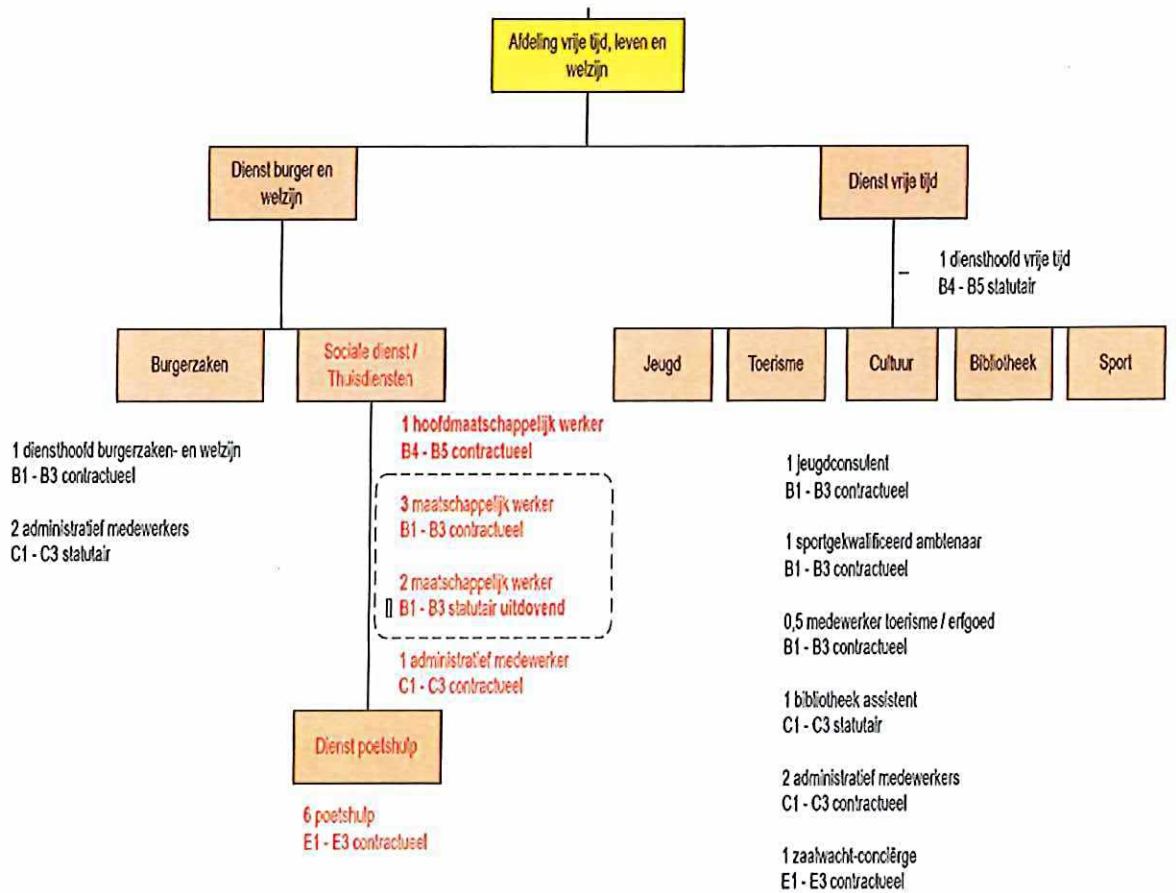 Afdeling vrije tijd, leven en
welzijn
Dienst burger en
welzijn
Dienst vrije tijd
1 diensthoofd vrije tijd
B4 - B5 statutair
Burgerzaken
Sociale dienst /
Thuisdiensten
Jeugd
Toerisme
Cultuur
Bibliotheek
Sport
1 diensthoofd burgerzaken- en welzijn
B1 - B3 contractueel
2 administratief medewerkers
C1 - C3 statutair
1 hoofdmaatschappelijk werker
B4 - B5 contractueel
3 maatschappelijk werker
B1 - B3 contractueel
2 maatschappelijk werker
B1 - B3 statutair uitdovend
1 administratief medewerker
C1 - C3 contractueel
Dienst poetshulp
6 poetshulp
E1 - E3 contractueel
1 jeugdconsulent
B1 - B3 contractueel
1 sportgekwalificeerd ambtenaar
B1 - B3 contractueel
0,5 medewerker toerisme / erfgoed
B1 - B3 contractueel
1 bibliotheek assistent
C1 - C3 statutair
2 administratief medewerkers
C1 - C3 contractueel
1 zaalwacht-conciërge
E1 - E3 contractueel